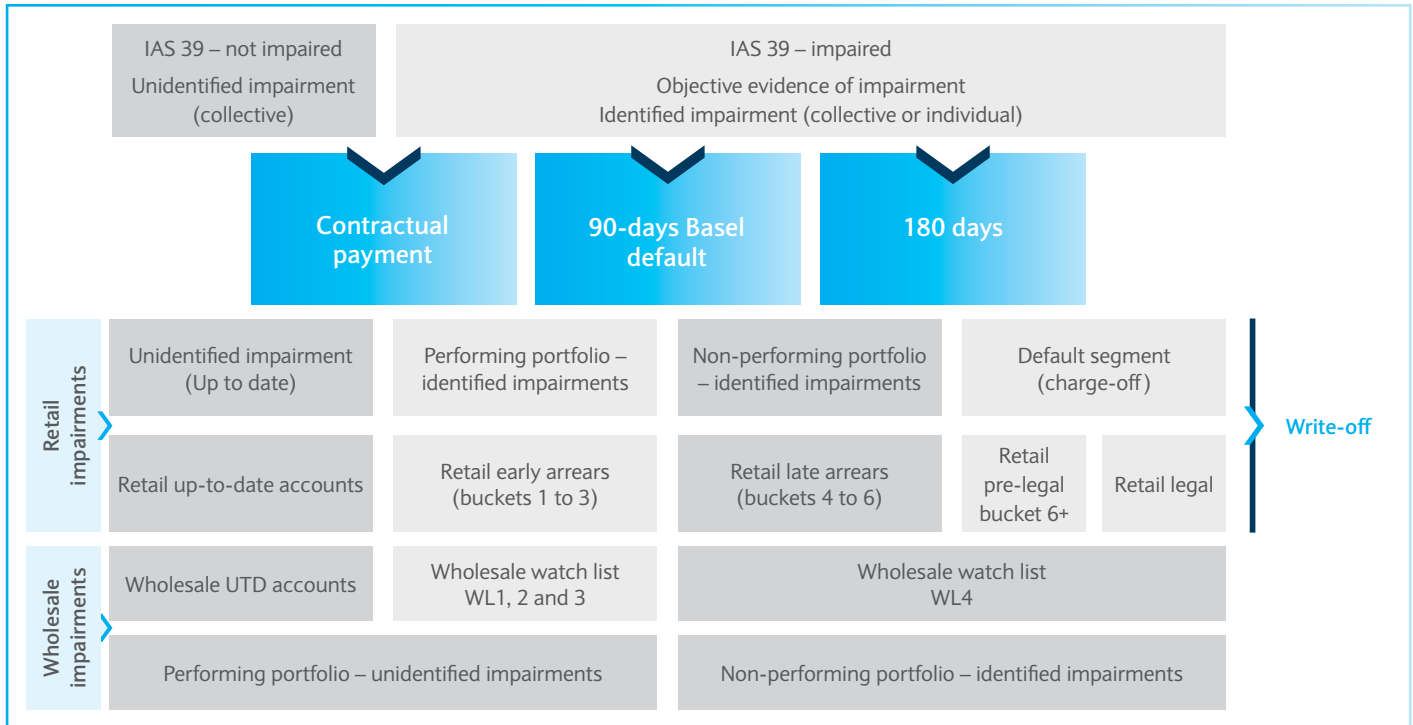 IAS 39 – not impaired
Unidentified impairment
(collective)
IAS 39 – impaired
Objective evidence of impairment
Identified impairment (collective or individual)
Contractual
payment
90-days Basel
default
180 days
Retail
impairments
Unidentified impairment
(Up to date)
Performing portfolio –
identified impairments
Non-performing portfolio
– identified impairments
Default segment
(charge-off)
Retail up-to-date accounts
Retail early arrears
(buckets 1 to 3)
Retail late arrears
(buckets 4 to 6)
Retail
pre-legal
bucket 6+
Retail legal
Write-off
Wholesale
impairments
Wholesale UTD accounts
Wholesale watch list
WL1, 2 and 3
Wholesale watch list
WL4
Performing portfolio – unidentified impairments
Non-performing portfolio – identified impairments